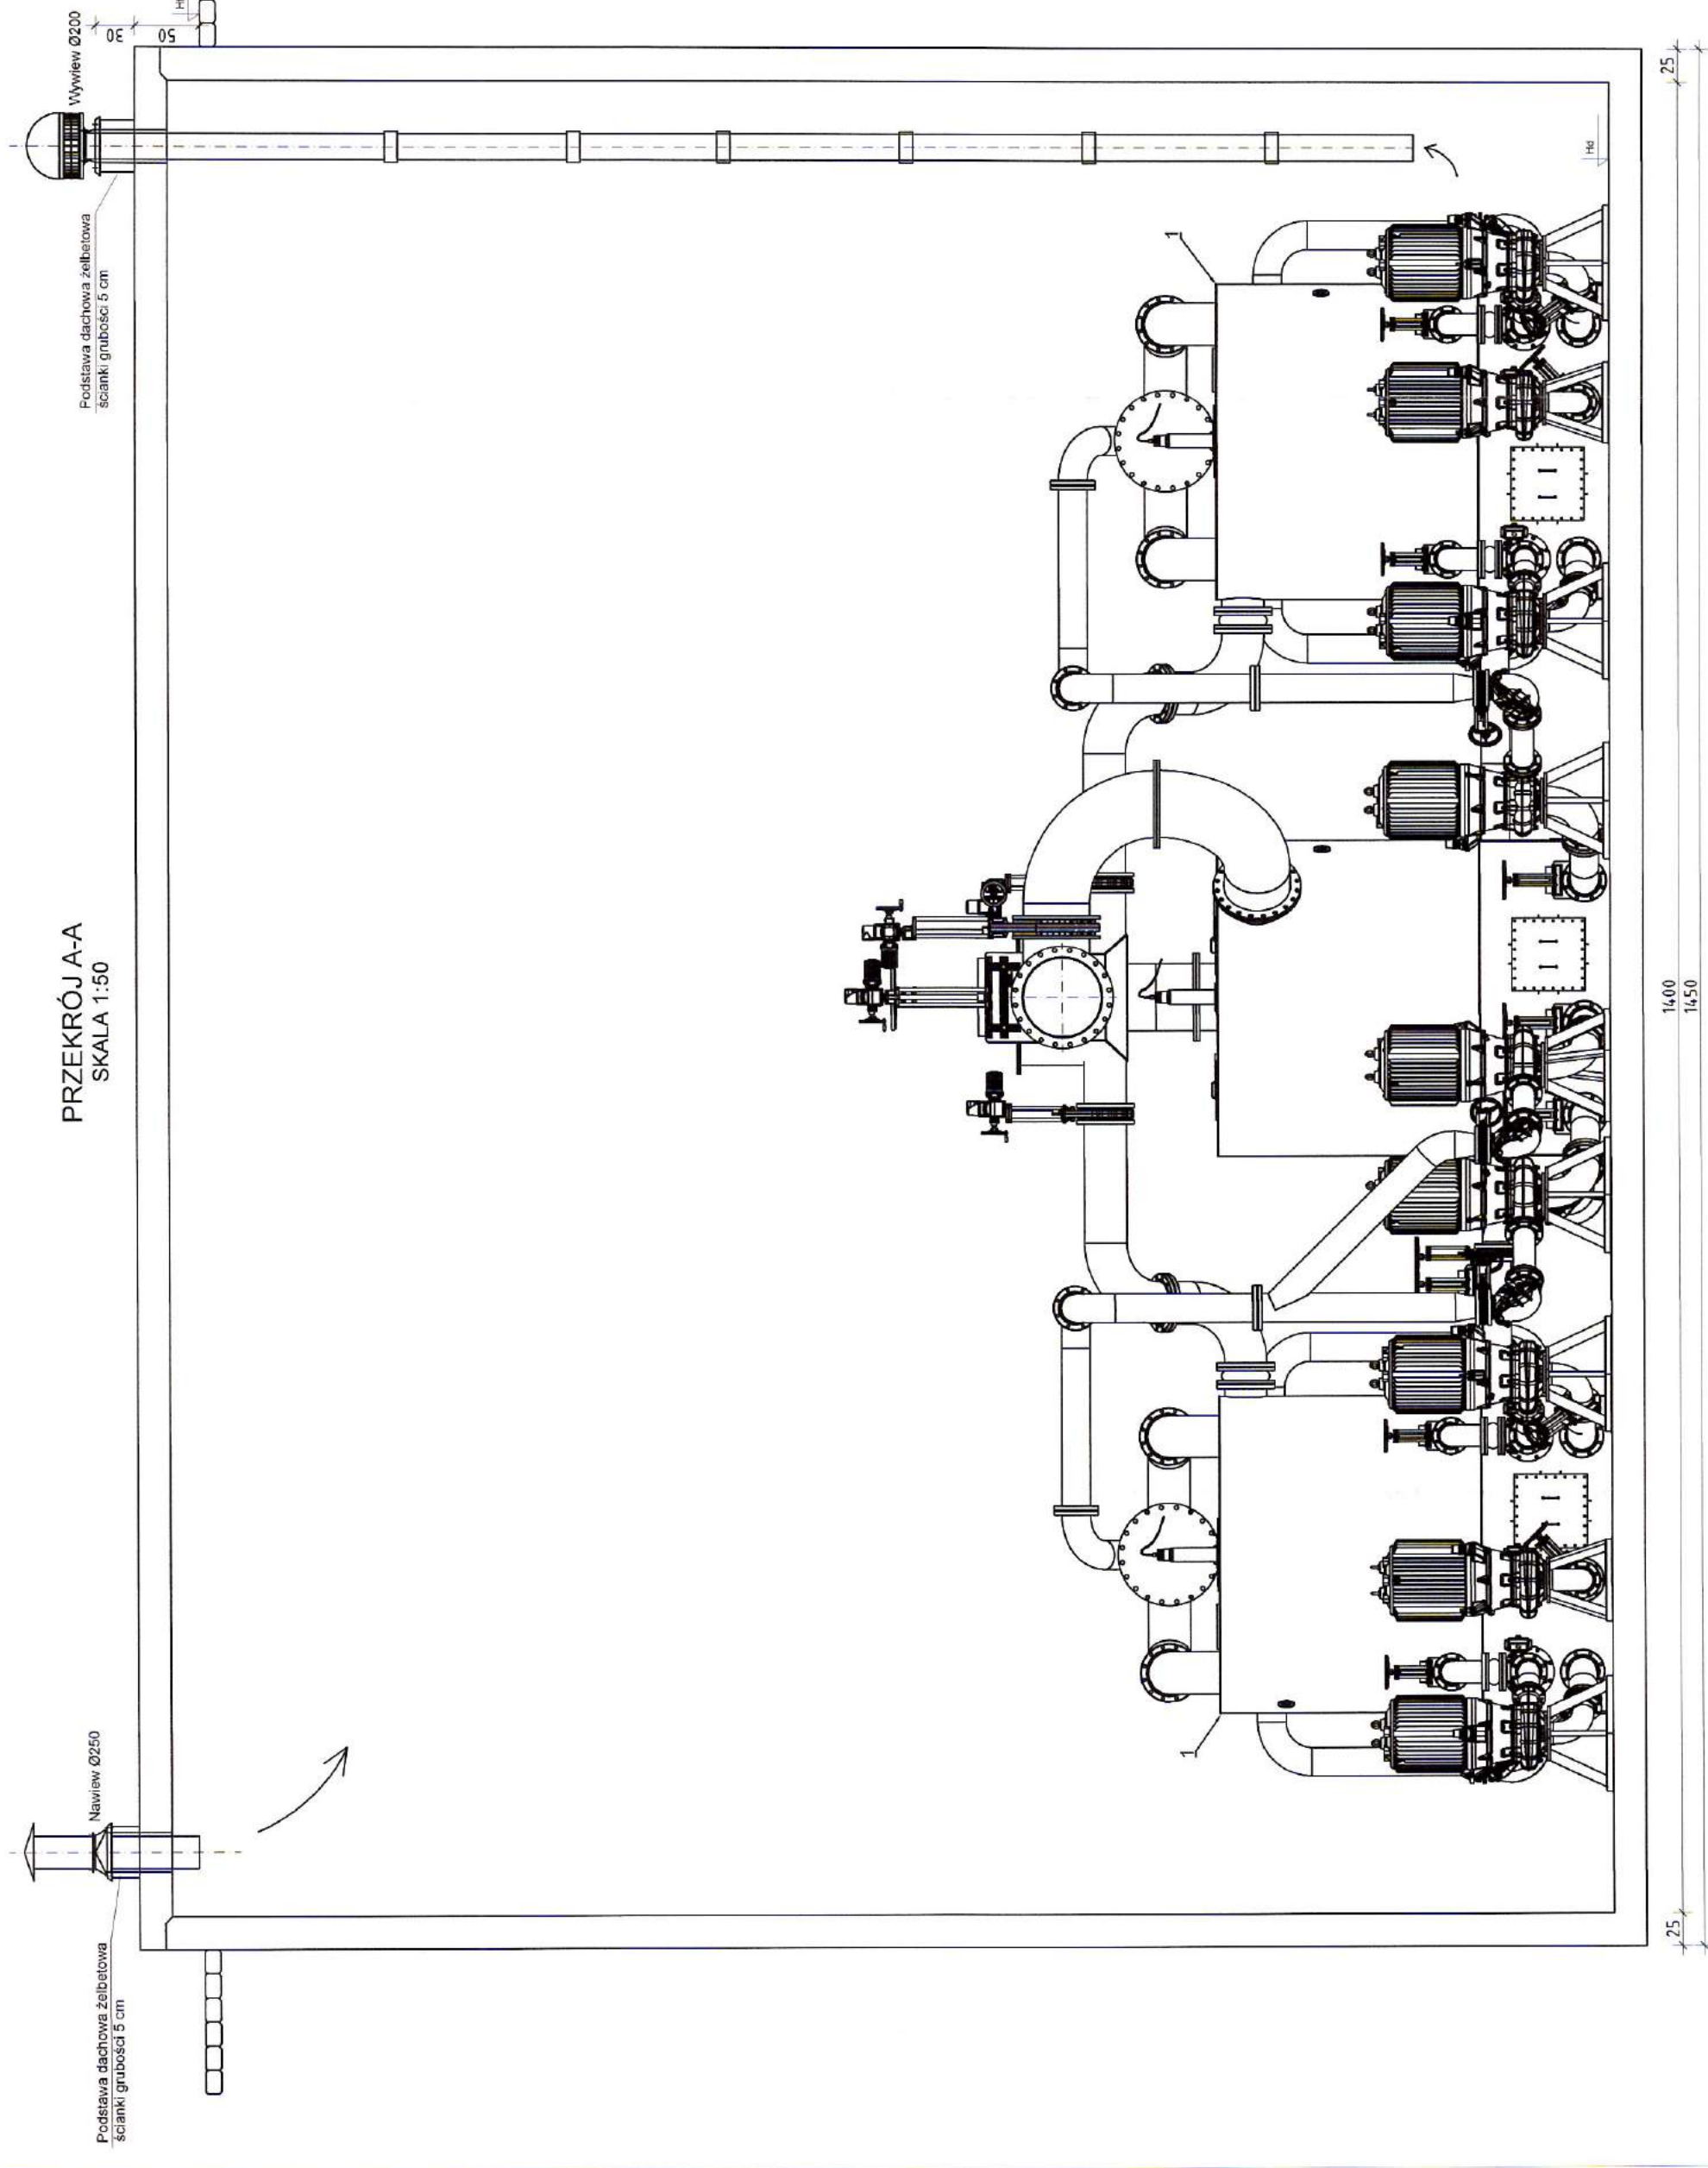 PRZEKRÓJ A-A
SKALA 1:50
Nawiew Ø250
Podstawa dachowa żelbetowa
ścianki grubości 5 cm
Wywiew Ø200
Podstawa dachowa żelbetowa
ścianki grubości 5 cm
30
50
1
1
Hd
25
1400
25
1450